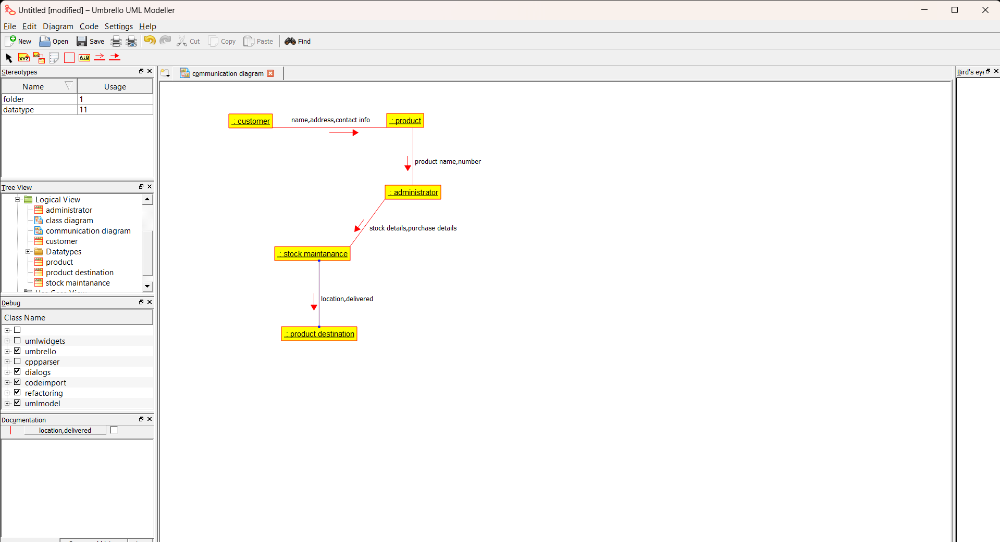 Untitled [modified] – Umbrello UML Modeller
File Edit Diagram Code Settings Help
New Open Save Cut Copy Paste Find
XYZ XYZ A:B
Stereotypes
Name Usage
folder 1
datatype 11
Tree View
Logical View
administrator
class diagram
communication diagram
customer
Datatypes
product
product destination
stock maintanance
Debug
Class Name
umlwidgets
umbrello
cppparser
dialogs
codeimport
refactoring
umlmodel
Documentation
location,delivered
communication diagram
: customer
name,address,contact info
: product
product name,number
: administrator
stock details,purchase details
: stock maintanance
location,delivered
: product destination
Bird's eye